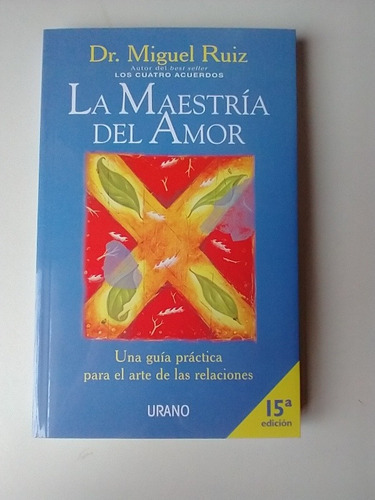 Dr. Miguel Ruiz
Autor del best seller
LOS CUATRO ACUERDOS
LA MAESTRÍA
DEL AMOR
Una guía práctica
para el arte de las relaciones
URANO
15ª
edición